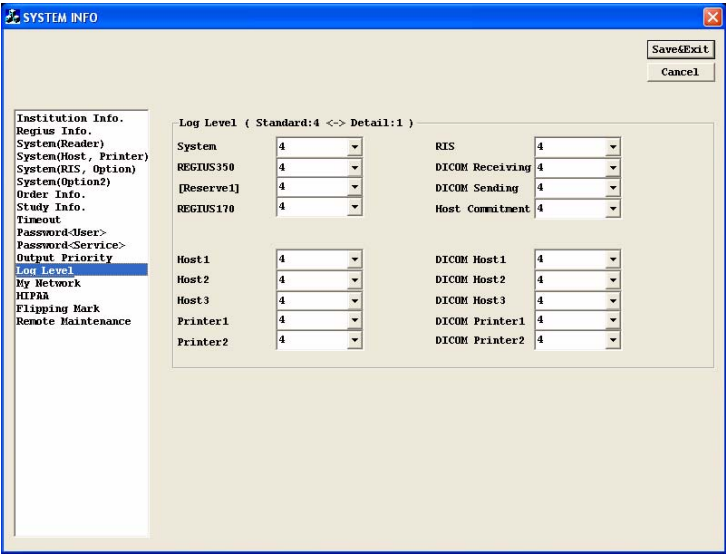 SYSTEM INFO
Save&Exit
Cancel
Institution Info.
Regius Info.
System(Reader)
System(Host, Printer)
System(RIS, Option)
System(Option2)
Order Info.
Study Info.
Timeout
Password<User>
Password<Service>
Output Priority
Log Level
My Network
HIPAA
Flipping Mark
Remote Maintenance
Log Level ( Standard:4 <-> Detail:1 )
System 4 RIS 4
REGIUS350 4 DICOM Receiving 4
[Reserve1] 4 DICOM Sending 4
REGIUS170 4 Host Commitment 4
Host1 4 DICOM Host1 4
Host2 4 DICOM Host2 4
Host3 4 DICOM Host3 4
Printer1 4 DICOM Printer1 4
Printer2 4 DICOM Printer2 4